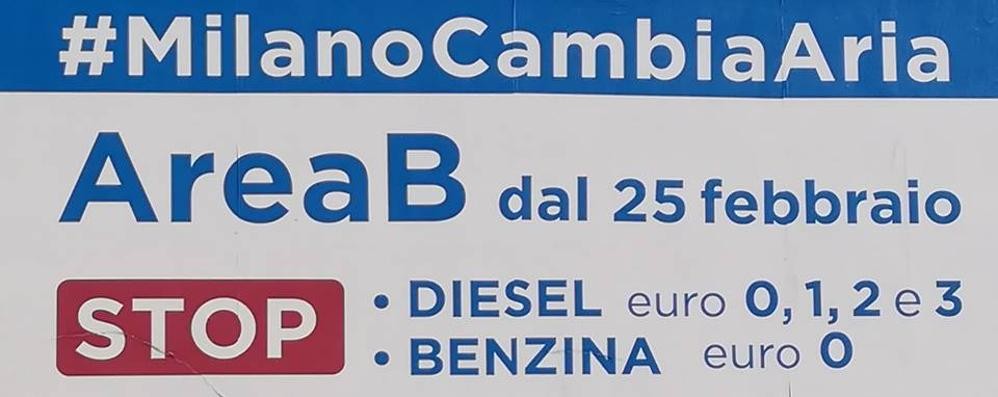 #MilanoCambiaAria
AreaB dal 25 febbraio
STOP • DIESEL euro 0, 1, 2 e 3
• BENZINA euro 0